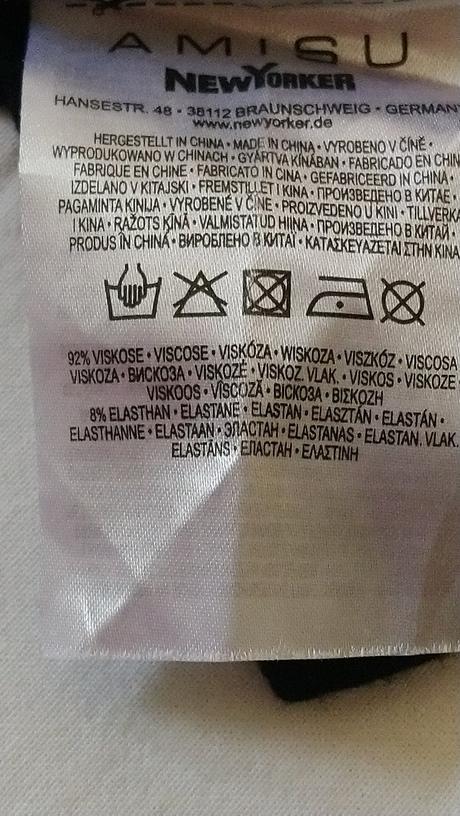 AMISU
NEWYORKER
HANSESTR. 48 • 38112 BRAUNSCHWEIG • GERMANY
www.newyorker.de
HERGESTELLT IN CHINA • MADE IN CHINA • VYROBENO V ČÍNĚ •
WYPRODUKOWANO W CHINACH • GYÁRTVA KÍNÁBAN • FABRICADO EN CHIN
FABRIQUE EN CHINE • FABRICATO IN CINA • GEFABRICEERD IN CHINA •
IZDELANO V KITAJSKI • FREMSTILLET I KINA • ПРОИЗВЕДЕНО В КИТАЕ •
PAGAMINTA KINIJA • VYROBENÉ V ČÍNE • PROIZVEDENO U KINI • TILLVERKA
I KINA • RAŽOTS ĶĪNĀ • VALMISTATUD HIINA • ПРОИЗВЕДЕНО В КИТАЙ •
PRODUS ÎN CHINA • ВИРОБЛЕНО В КИТАЇ • ΚΑΤΑΣΚΕΥΑΖΕΤΑΙ ΣΤΗΝ ΚΙΝΑ
92% VISKOSE • VISCOSE • VISKÓZA • WISKOZA • VISZKÓZ • VISCOSA
VISKOZA • ВИСКОЗА • VISKOZĖ • VISKOZ. VLAK. • VISKOS • VISKOZE •
VISKOOS • VÎSCOZĂ • ВІСКОЗА • ΒΙΣΚΟΖΗ
8% ELASTHAN • ELASTANE • ELASTAN • ELASZTÁN • ELASTÁN •
ELASTHANNE • ELASTAAN • ЭЛАСТАН • ELASTANAS • ELASTAN. VLAK.
ELASTĀNS • ЕЛАСТАН • ΕΛΑΣΤΙΝΗ